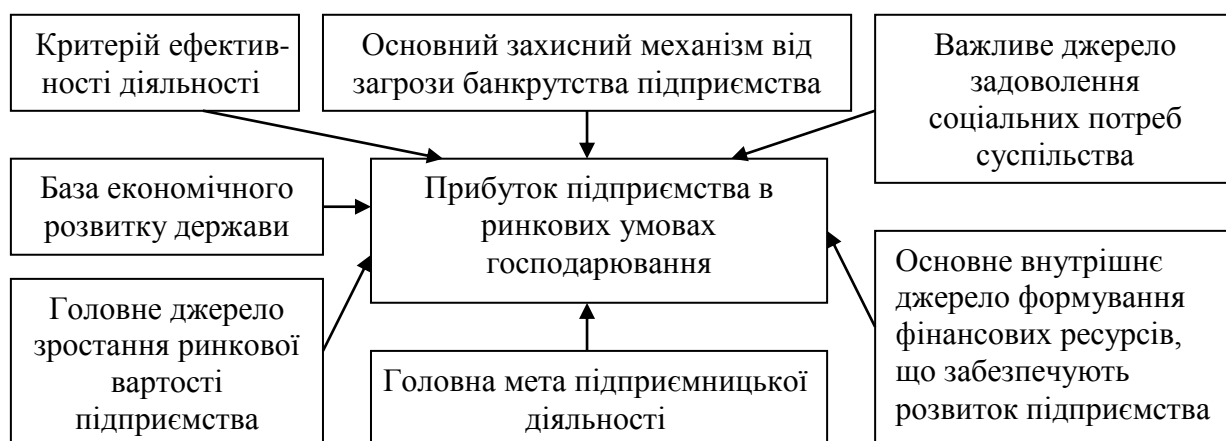 Критерій ефектив-
ності діяльності
Основний захисний механізм від
загрози банкрутства підприємства
Важливе джерело
задоволення
соціальних потреб
суспільства
База економічного
розвитку держави
Прибуток підприємства в
ринкових умовах
господарювання
Головне джерело
зростання ринкової
вартості
підприємства
Головна мета підприємницької
діяльності
Основне внутрішнє
джерело формування
фінансових ресурсів,
що забезпечують
розвиток підприємства